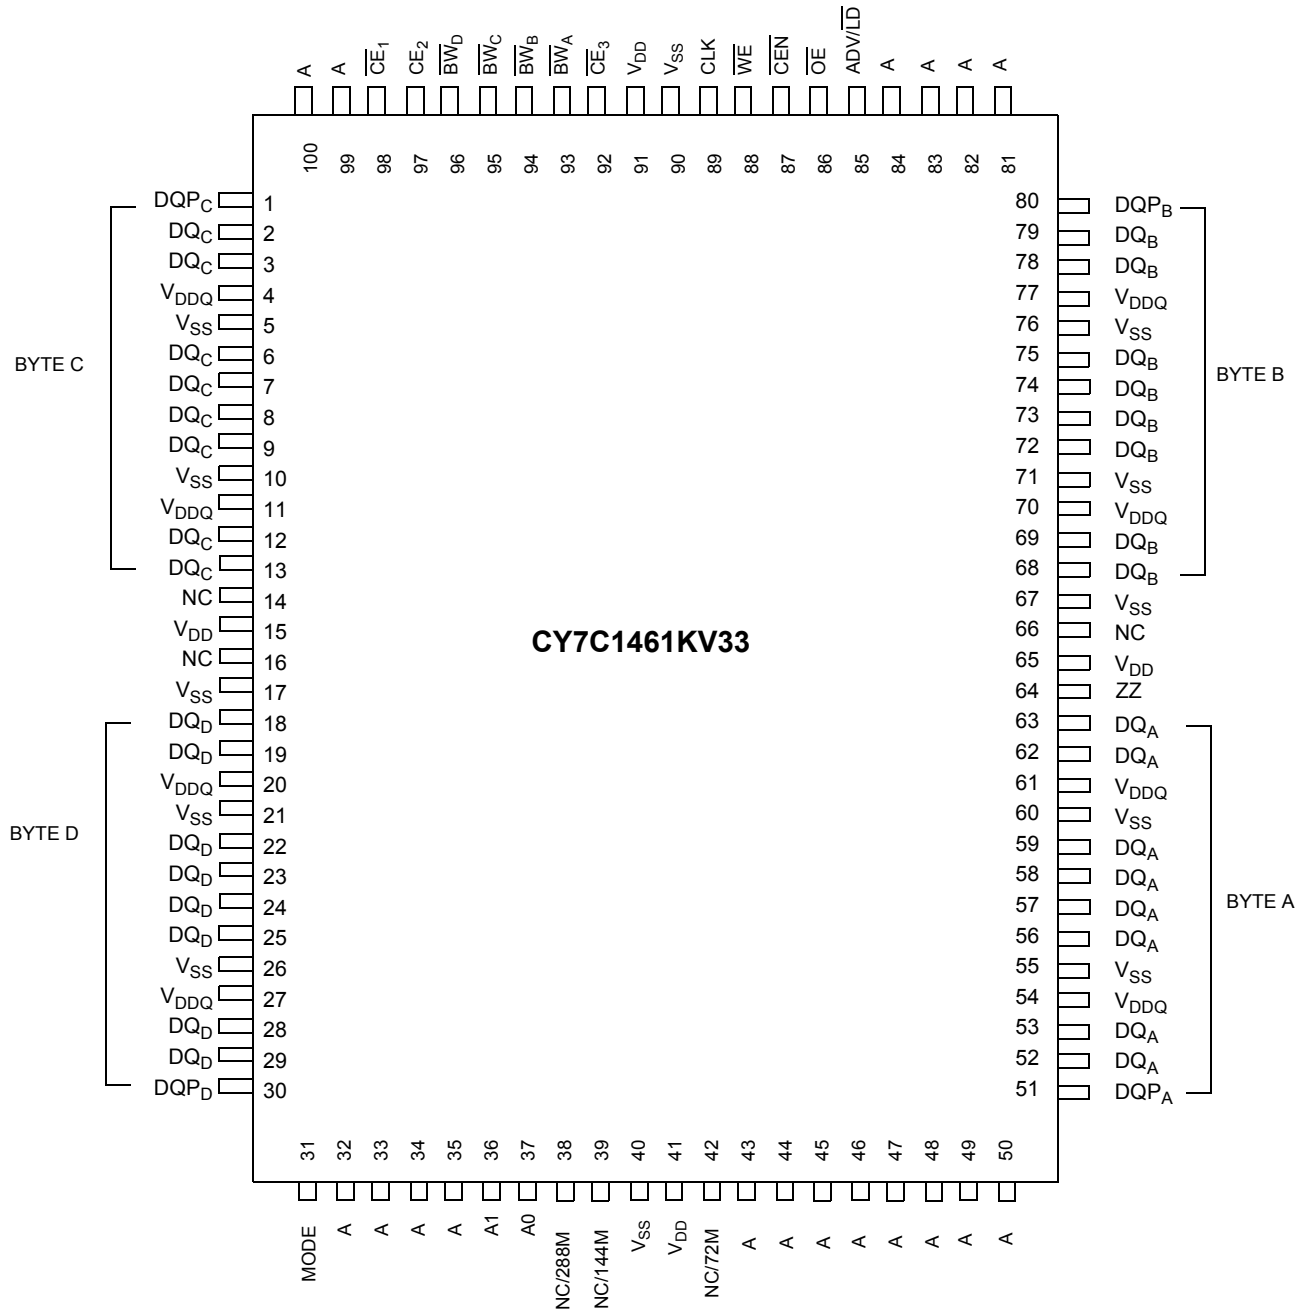 A A CE1 CE2 BWD BWC BWB BWA CE3 VDD VSS CLK WE CEN OE ADV/LD A A A A
100 99 98 97 96 95 94 93 92 91 90 89 88 87 86 85 84 83 82 81
DQPC 1
DQC 2
DQC 3
VDDQ 4
VSS 5
DQC 6
DQC 7
DQC 8
DQC 9
VSS 10
VDDQ 11
DQC 12
DQC 13
NC 14
VDD 15
NC 16
VSS 17
DQD 18
DQD 19
VDDQ 20
VSS 21
DQD 22
DQD 23
DQD 24
DQD 25
VSS 26
VDDQ 27
DQD 28
DQD 29
DQPD 30
BYTE C
BYTE D
CY7C1461KV33
80 DQPB
79 DQB
78 DQB
77 VDDQ
76 VSS
75 DQB
74 DQB
73 DQB
72 DQB
71 VSS
70 VDDQ
69 DQB
68 DQB
67 VSS
66 NC
65 VDD
64 ZZ
63 DQA
62 DQA
61 VDDQ
60 VSS
59 DQA
58 DQA
57 DQA
56 DQA
55 VSS
54 VDDQ
53 DQA
52 DQA
51 DQPA
BYTE B
BYTE A
31 32 33 34 35 36 37 38 39 40 41 42 43 44 45 46 47 48 49 50
MODE A A A A A1 A0 NC/288M NC/144M VSS VDD NC/72M A A A A A A A A